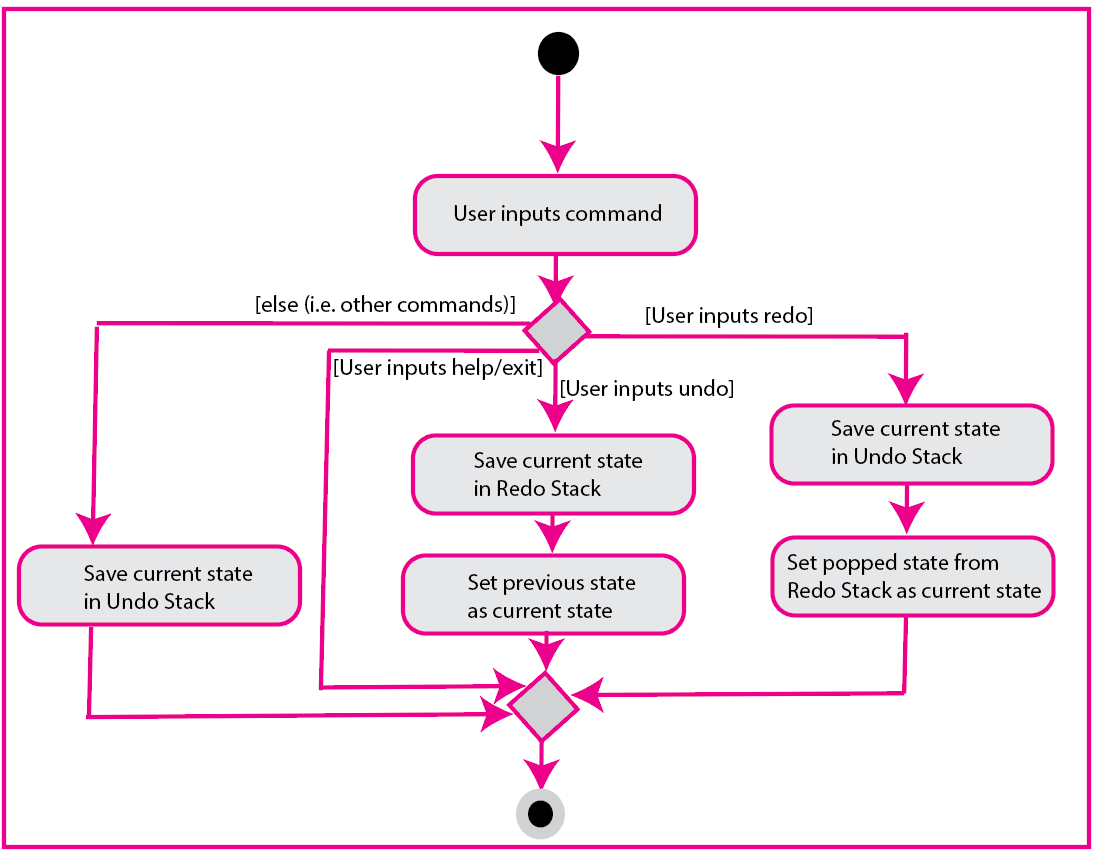 User inputs command
[else (i.e. other commands)]
[User inputs redo]
[User inputs help/exit]
[User inputs undo]
Save current state
in Undo Stack
Save current state
in Redo Stack
Set popped state from
Redo Stack as current state
Save current state
in Undo Stack
Set previous state
as current state